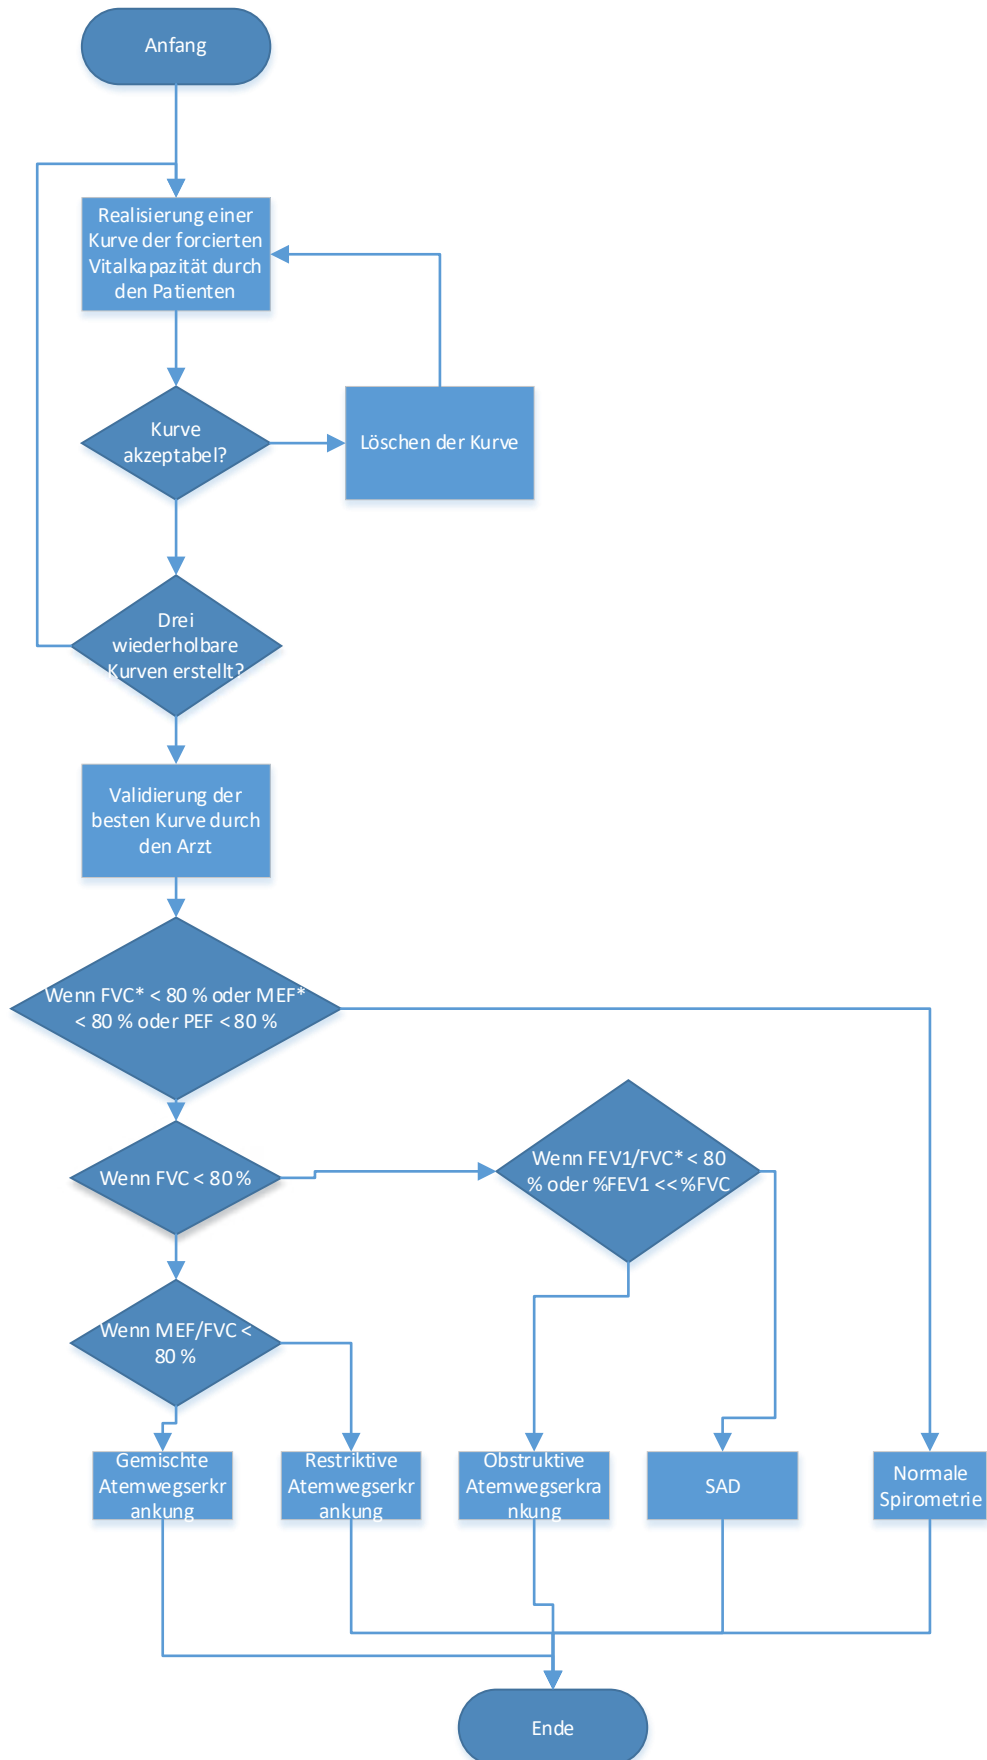 Anfang
Realisierung einer
Kurve der forcierten
Vitalkapazität durch
den Patienten
Kurve
akzeptabel?
Löschen der Kurve
Drei
wiederholbare
Kurven erstellt?
Validierung der
besten Kurve durch
den Arzt
Wenn FVC* < 80 % oder MEF*
< 80 % oder PEF < 80 %
Wenn FVC < 80 %
Wenn FEV1/FVC* < 80
% oder %FEV1 << %FVC
Wenn MEF/FVC <
80 %
Gemischte
Atemwegserkr
ankung
Restriktive
Atemwegserkr
ankung
Obstruktive
Atemwegserkra
nkung
SAD
Normale
Spirometrie
Ende